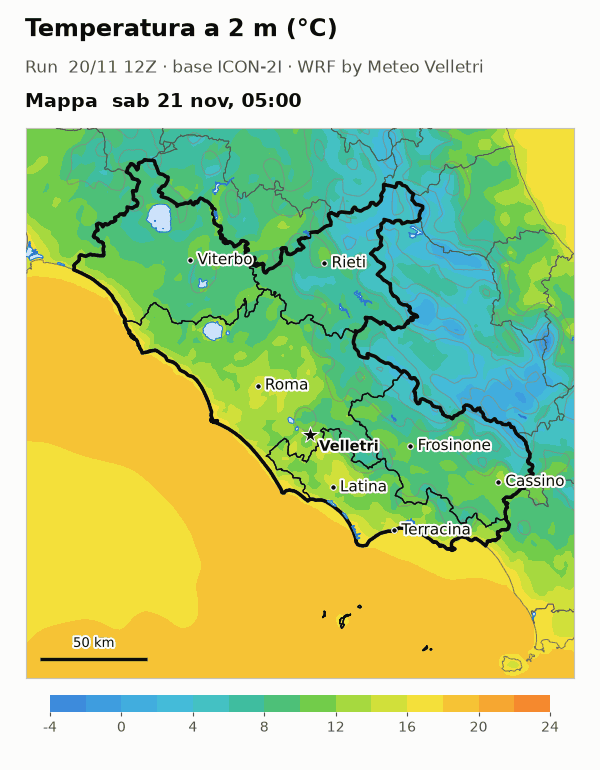 Temperatura a 2 m (°C)
Run  20/11 12Z · base ICON-2I · WRF by Meteo Velletri
Mappa  sab 21 nov, 05:00
Viterbo
Rieti
Roma
Velletri
Frosinone
Cassino
Latina
Terracina
50 km
-4 0 4 8 12 16 20 24